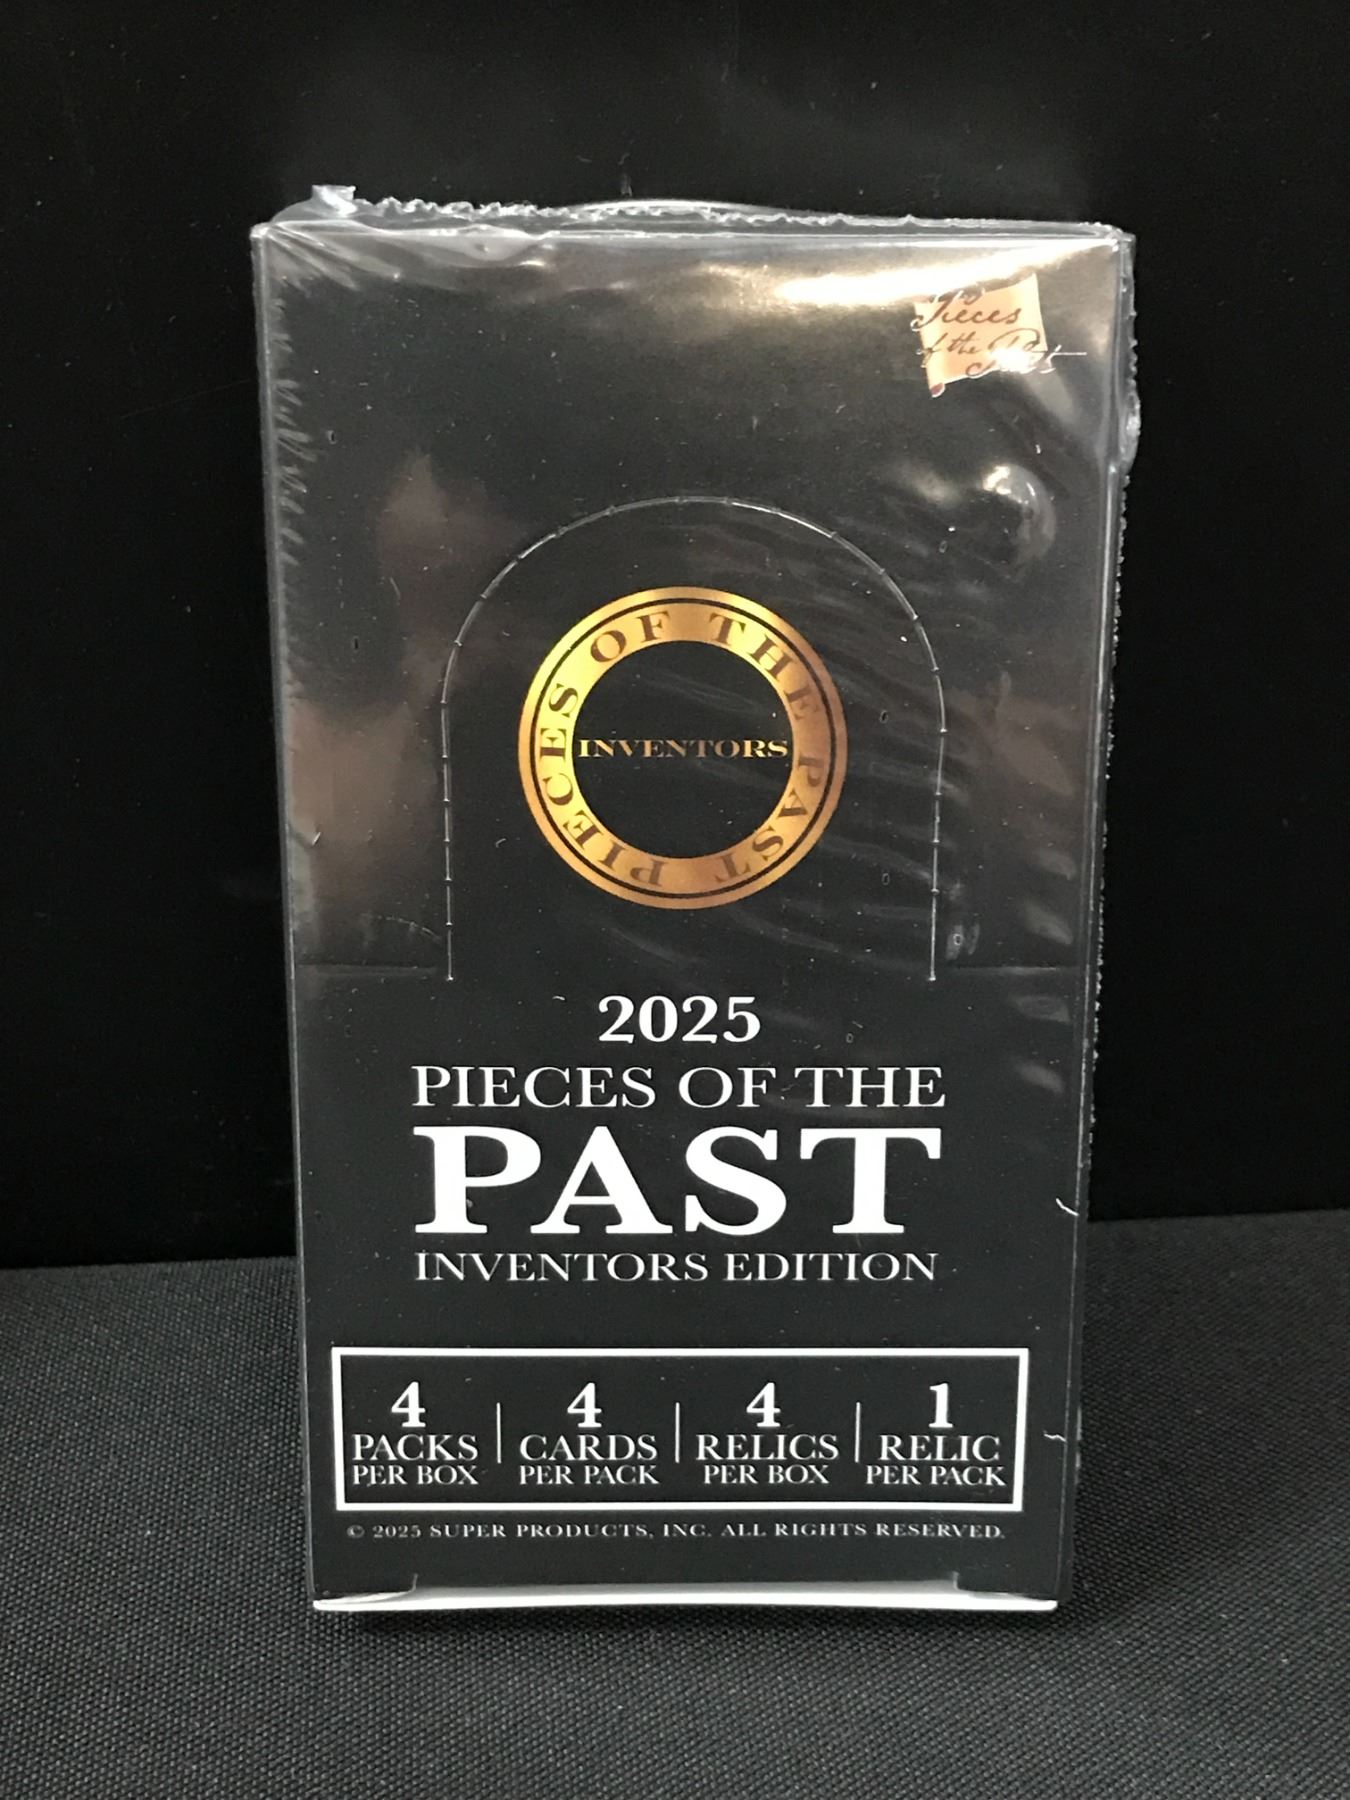 Pieces
of the Past
PIECES OF THE PAST
INVENTORS
2025
PIECES OF THE
PAST
INVENTORS EDITION
4 4 4 1
PACKS CARDS RELICS RELIC
PER BOX PER PACK PER BOX PER PACK
© 2025 SUPER PRODUCTS, INC. ALL RIGHTS RESERVED.